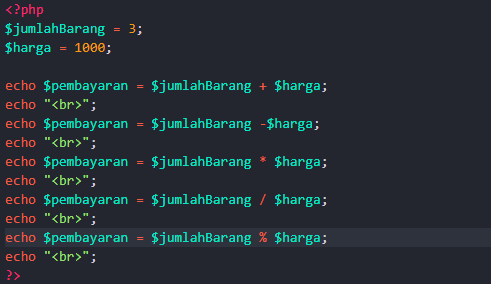 <?php
$jumlahBarang = 3;
$harga = 1000;
echo $pembayaran = $jumlahBarang + $harga;
echo "<br>";
echo $pembayaran = $jumlahBarang -$harga;
echo "<br>";
echo $pembayaran = $jumlahBarang * $harga;
echo "<br>";
echo $pembayaran = $jumlahBarang / $harga;
echo "<br>";
echo $pembayaran = $jumlahBarang % $harga;
echo "<br>";
?>